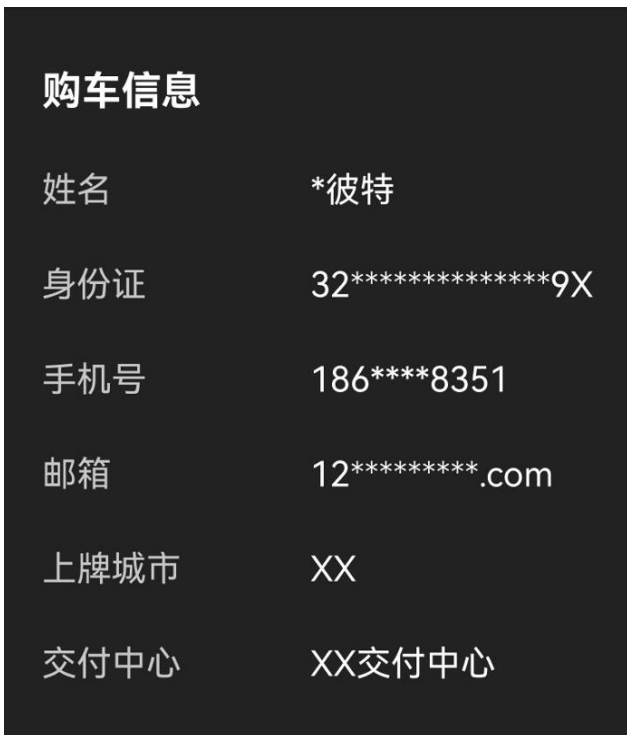 购车信息
姓名 *彼特
身份证 32**************9X
手机号 186****8351
邮箱 12*********.com
上牌城市 XX
交付中心 XX交付中心